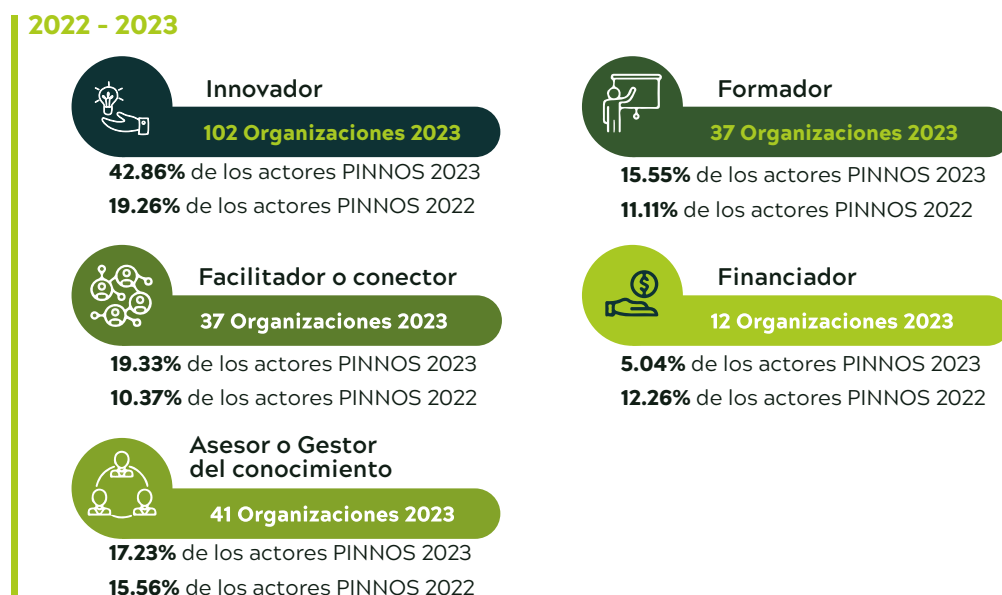 2022 - 2023
Innovador
102 Organizaciones 2023
42.86% de los actores PINNOS 2023
19.26% de los actores PINNOS 2022
Formador
37 Organizaciones 2023
15.55% de los actores PINNOS 2023
11.11% de los actores PINNOS 2022
Facilitador o conector
37 Organizaciones 2023
19.33% de los actores PINNOS 2023
10.37% de los actores PINNOS 2022
Financiador
12 Organizaciones 2023
5.04% de los actores PINNOS 2023
12.26% de los actores PINNOS 2022
Asesor o Gestor
del conocimiento
41 Organizaciones 2023
17.23% de los actores PINNOS 2023
15.56% de los actores PINNOS 2022